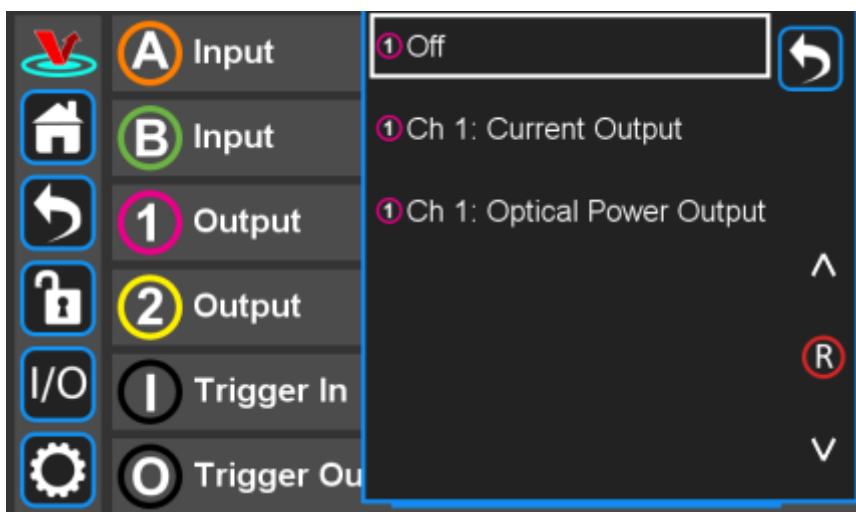 A Input
B Input
1 Output
2 Output
I/O
I Trigger In
O Trigger Ou
1 Off
1 Ch 1: Current Output
1 Ch 1: Optical Power Output
R